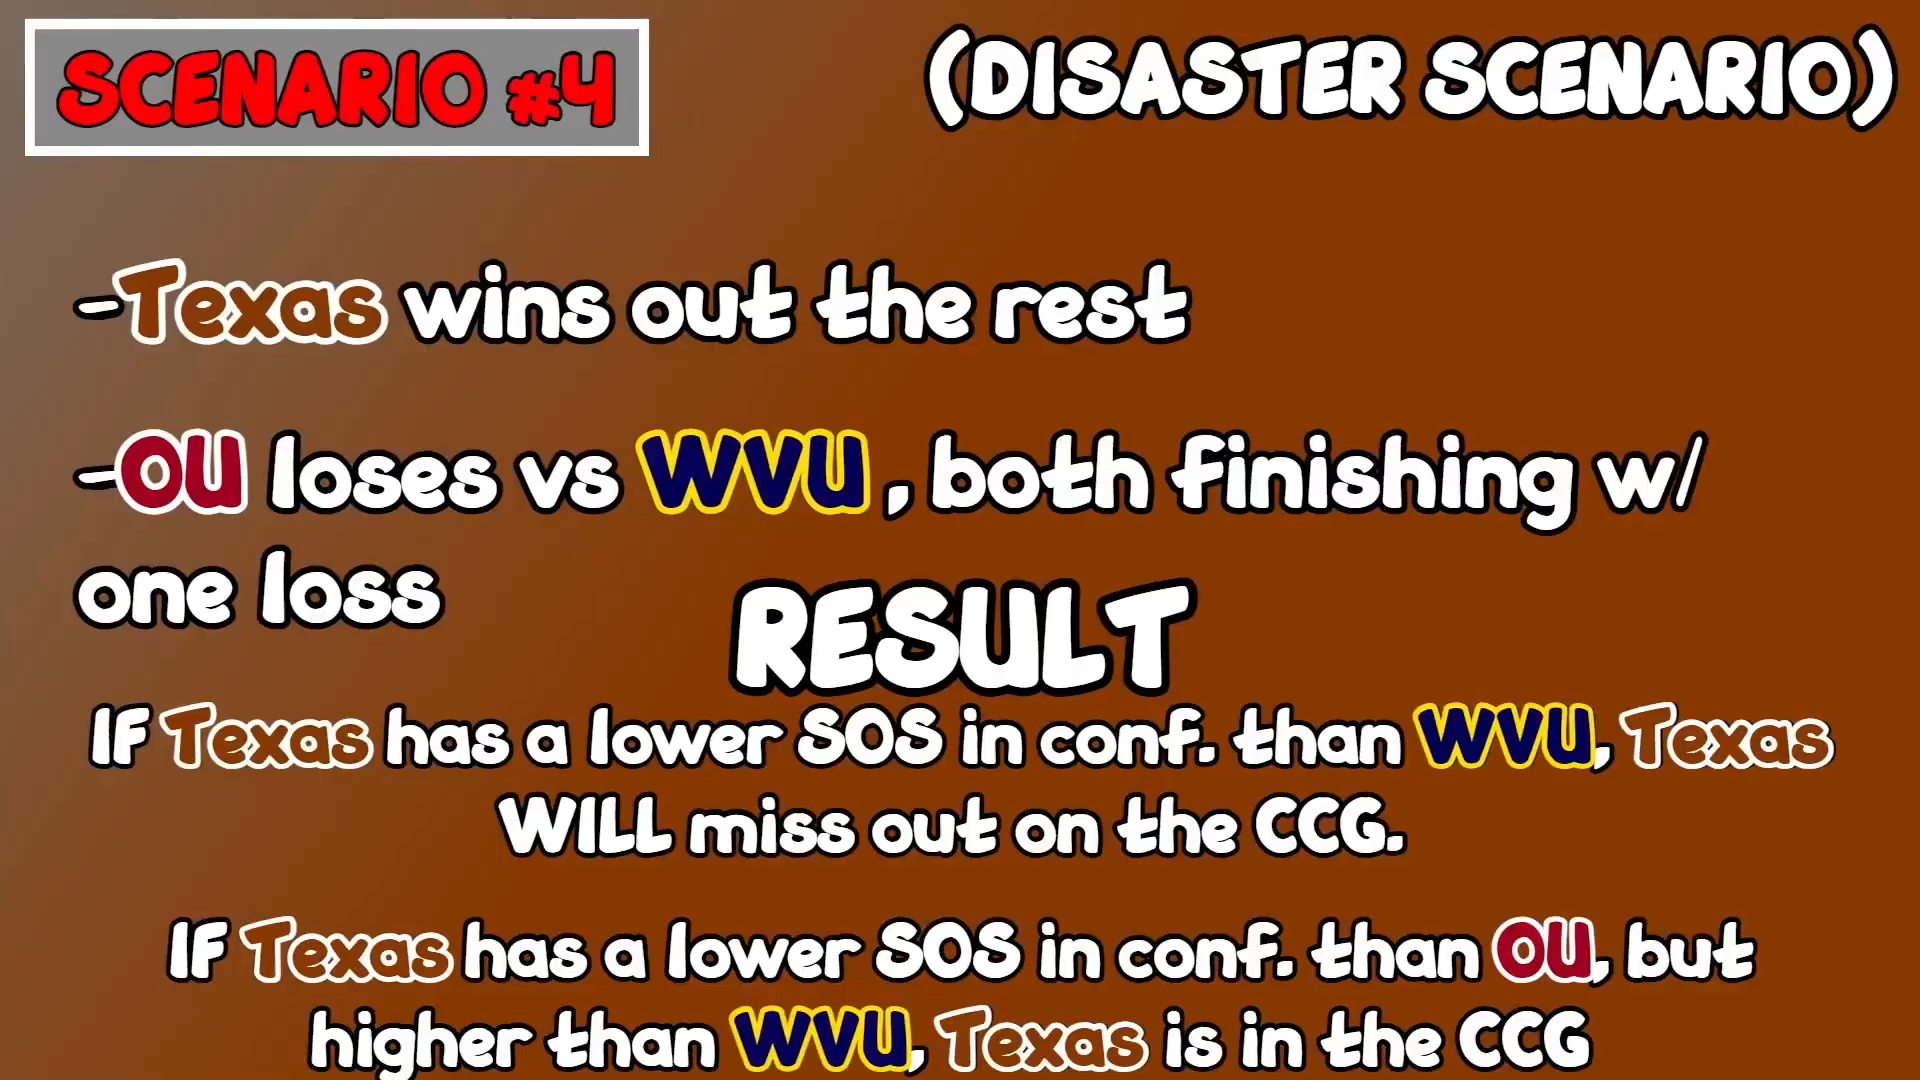 SCENARIO #4
(DISASTER SCENARIO)
-Texas wins out the rest
-OU loses vs WVU, both finishing w/
one loss
RESULT
IF Texas has a lower SOS in conf. than WVU, Texas
WILL miss out on the CCG.
IF Texas has a lower SOS in conf. than OU, but
higher than WVU, Texas is in the CCG